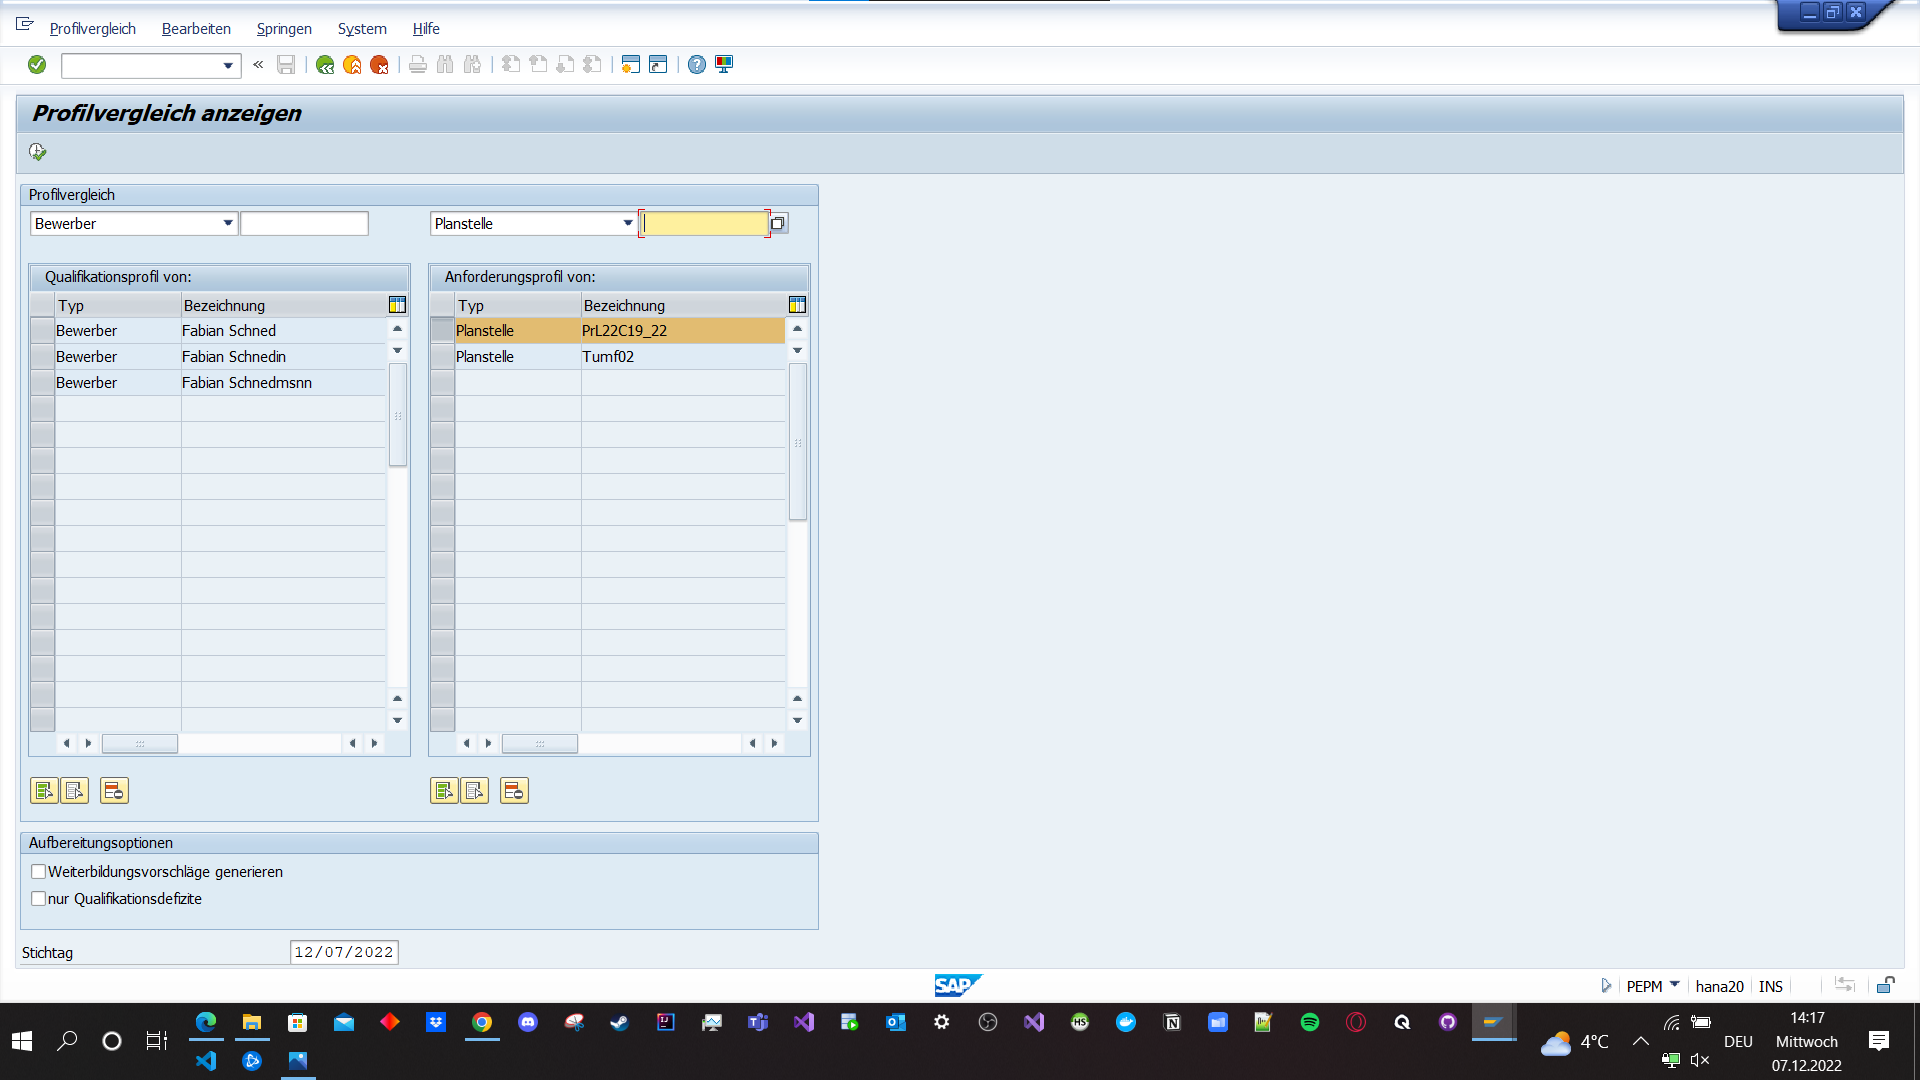 Profilvergleich Bearbeiten Springen System Hilfe
Profilvergleich anzeigen
Profilvergleich
Bewerber Planstelle
Qualifikationsprofil von: Anforderungsprofil von:
Typ Bezeichnung Typ Bezeichnung
Bewerber Fabian Schned Planstelle PrL22C19_22
Bewerber Fabian Schnedin Planstelle Tumf02
Bewerber Fabian Schnedmsnn
Aufbereitungsoptionen
Weiterbildungsvorschläge generieren
nur Qualifikationsdefizite
Stichtag 12/07/2022
SAP PEPM hana20 INS
14:17
4°C DEU Mittwoch
07.12.2022